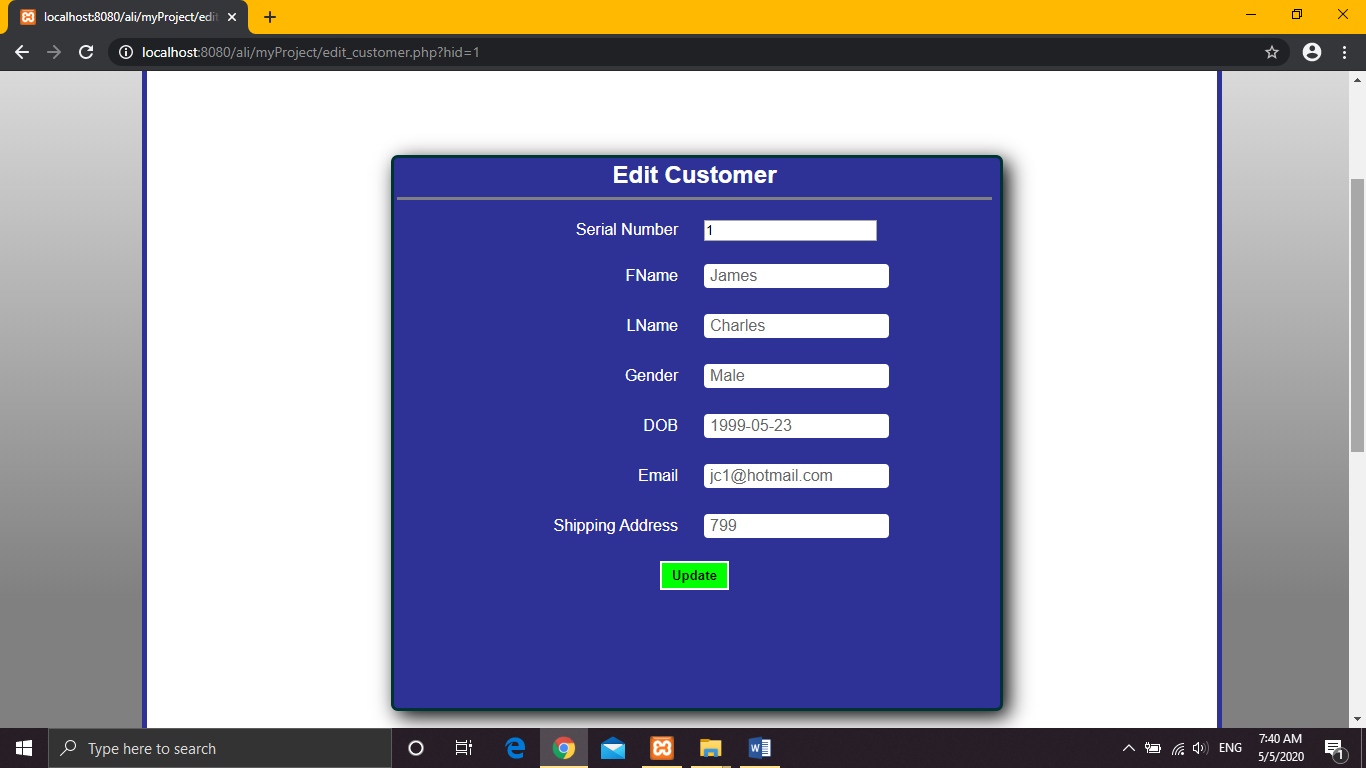 localhost:8080/ali/myProject/edit
localhost:8080/ali/myProject/edit_customer.php?hid=1
Edit Customer
Serial Number 1
FName James
LName Charles
Gender Male
DOB 1999-05-23
Email jc1@hotmail.com
Shipping Address 799
Update
Type here to search
ENG
7:40 AM
5/5/2020
1